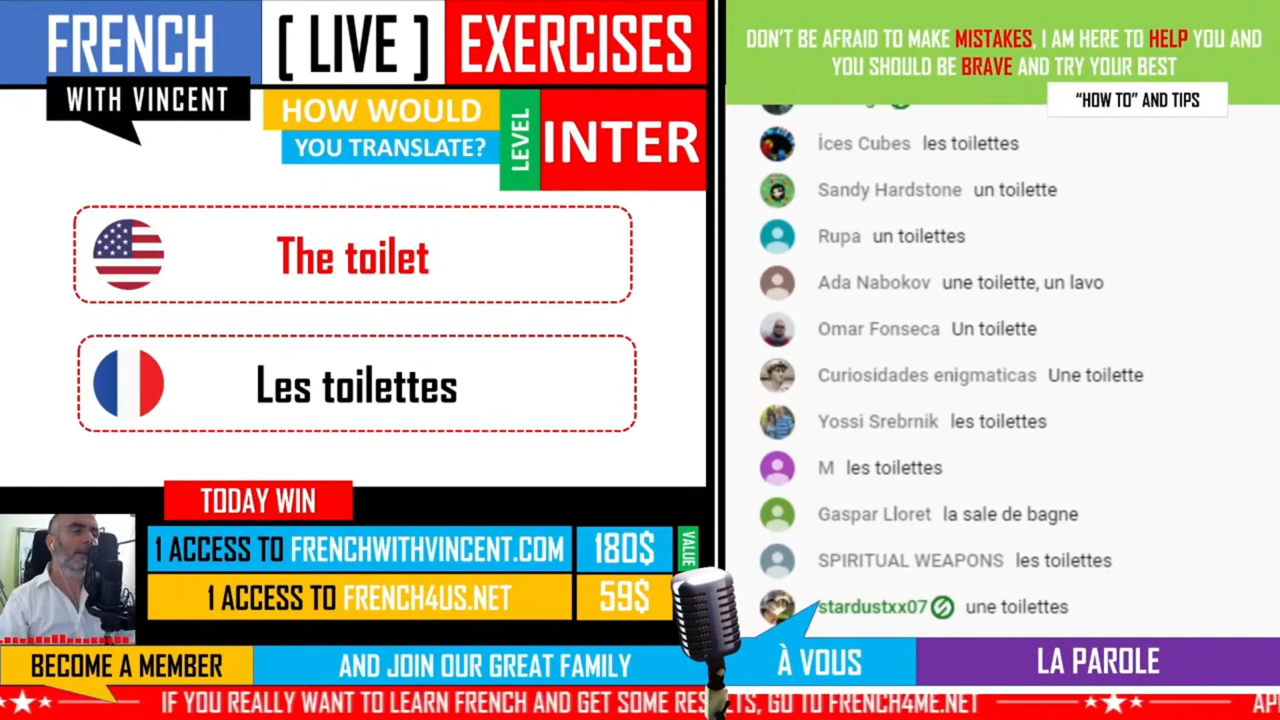 FRENCH
WITH VINCENT
[ LIVE ]
EXERCISES
HOW WOULD
YOU TRANSLATE?
LEVEL
INTER
The toilet
Les toilettes
TODAY WIN
1 ACCESS TO FRENCHWITHVINCENT.COM 180$
1 ACCESS TO FRENCH4US.NET 59$
VALUE
BECOME A MEMBER
AND JOIN OUR GREAT FAMILY
DON'T BE AFRAID TO MAKE MISTAKES, I AM HERE TO HELP YOU AND
YOU SHOULD BE BRAVE AND TRY YOUR BEST
"HOW TO" AND TIPS
İces Cubes les toilettes
Sandy Hardstone un toilette
Rupa un toilettes
Ada Nabokov une toilette, un lavo
Omar Fonseca Un toilette
Curiosidades enigmaticas Une toilette
Yossi Srebrnik les toilettes
M les toilettes
Gaspar Lloret la sale de bagne
SPIRITUAL WEAPONS les toilettes
stardustxx07 une toilettes
À VOUS
LA PAROLE
IF YOU REALLY WANT TO LEARN FRENCH AND GET SOME GO TO FRENCH4ME.NET